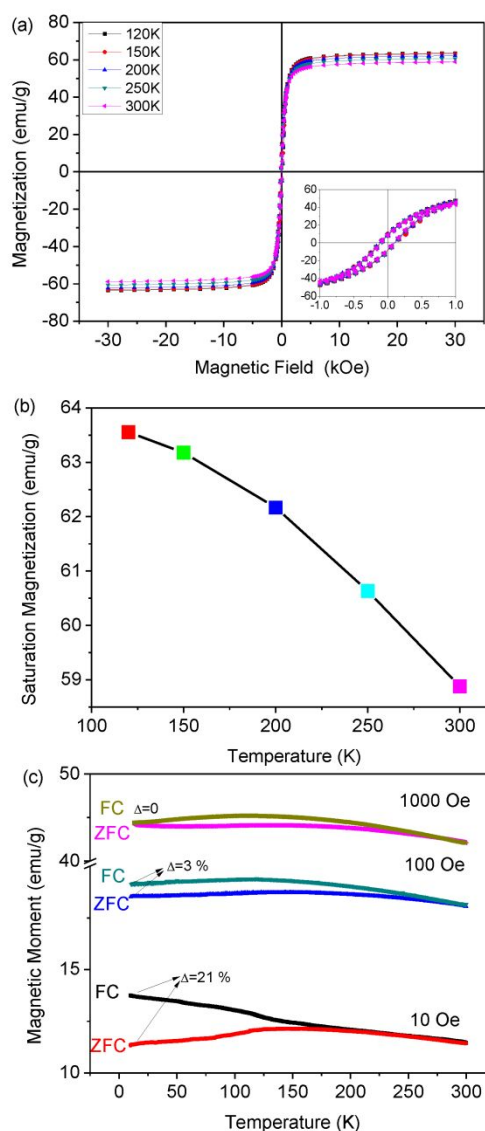 (a)
80
60
40
20
0
-20
-40
-60
-80
Magnetization (emu/g)
120K
150K
200K
250K
300K
60
40
20
0
-20
-40
-60
-1.0 -0.5 0.0 0.5 1.0
-30 -20 -10 0 10 20 30
Magnetic Field (kOe)
(b)
64
63
62
61
60
59
Saturation Magnetization (emu/g)
100 150 200 250 300
Temperature (K)
(c)
50
40
15
10
Magnetic Moment (emu/g)
FC Δ=0
ZFC
1000 Oe
FC
Δ=3 %
ZFC
100 Oe
Δ=21 %
FC
ZFC
10 Oe
0 50 100 150 200 250 300
Temperature (K)